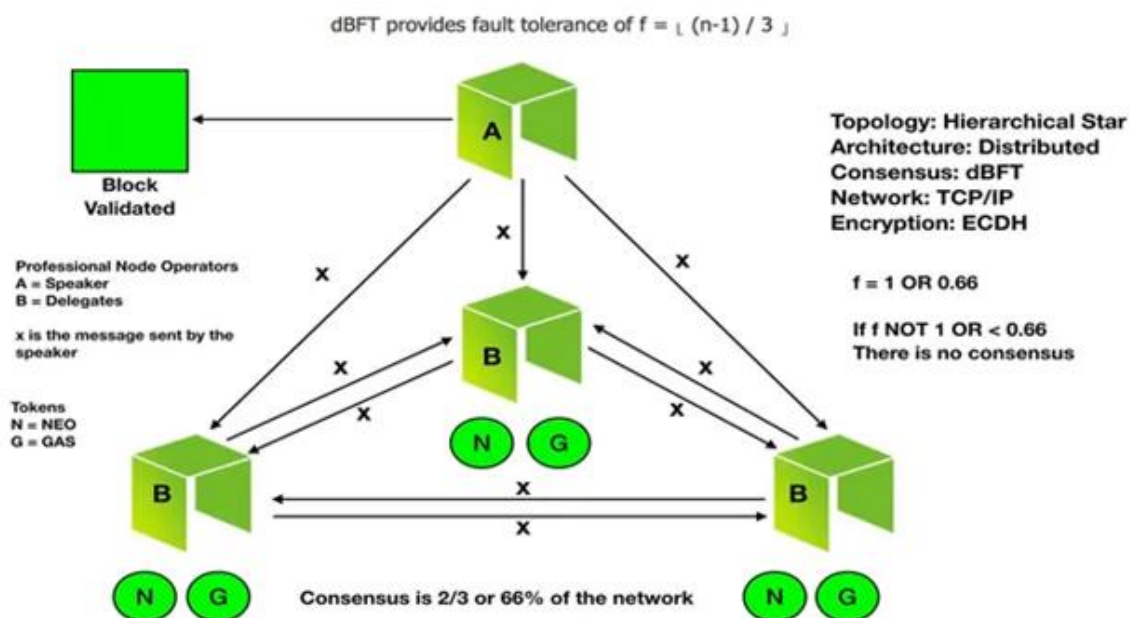 dBFT provides fault tolerance of f = ⌊ (n-1) / 3 ⌋
A
Block
Validated
Topology: Hierarchical Star
Architecture: Distributed
Consensus: dBFT
Network: TCP/IP
Encryption: ECDH
Professional Node Operators
A = Speaker
B = Delegates
x is the message sent by the
speaker
x
x
x
f = 1 OR 0.66
If f NOT 1 OR < 0.66
There is no consensus
B
x
x
x
x
Tokens
N = NEO
G = GAS
N G
B
B
x
x
N G
Consensus is 2/3 or 66% of the network
N G